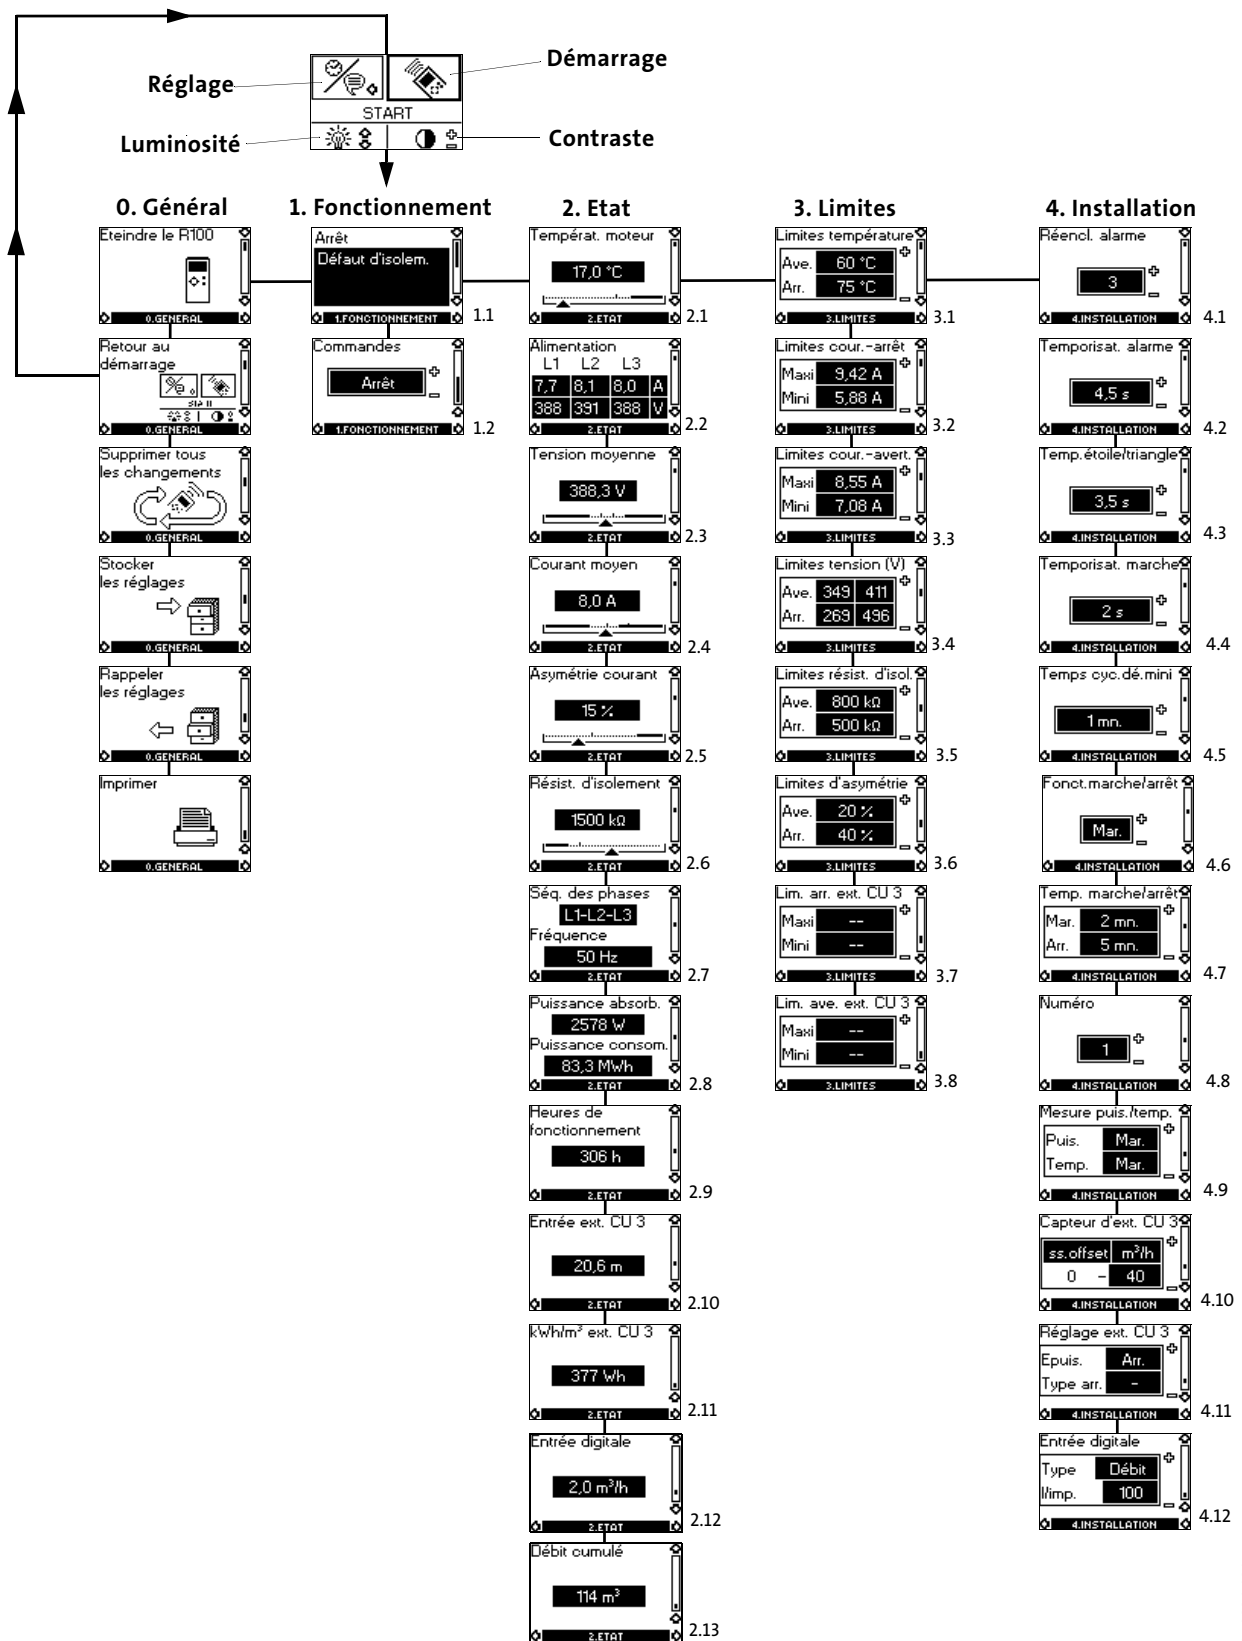 Réglage
Démarrage
START
Luminosité
Contraste
0. Général
Eteindre le R100
0.GENERAL
Retour au
démarrage
START
0.GENERAL
Supprimer tous
les changements
0.GENERAL
Stocker
les réglages
0.GENERAL
Rappeler
les réglages
0.GENERAL
Imprimer
0.GENERAL
1. Fonctionnement
Arrêt
Défaut d'isolem.
1.FONCTIONNEMENT
1.1
Commandes
Arrêt
1.FONCTIONNEMENT
1.2
2. Etat
Températ. moteur
17,0 °C
2.ETAT
2.1
Alimentation
L1 L2 L3
7,7 8,1 8,0 A
388 391 388 V
2.ETAT
2.2
Tension moyenne
388,3 V
2.ETAT
2.3
Courant moyen
8,0 A
2.ETAT
2.4
Asymétrie courant
15 %
2.ETAT
2.5
Résist. d'isolement
1500 kΩ
2.ETAT
2.6
Séq. des phases
L1-L2-L3
Fréquence
50 Hz
2.ETAT
2.7
Puissance absorb.
2578 W
Puissance consom.
83,3 MWh
2.ETAT
2.8
Heures de
fonctionnement
306 h
2.ETAT
2.9
Entrée ext. CU 3
20,6 m
2.ETAT
2.10
kWh/m³ ext. CU 3
377 Wh
2.ETAT
2.11
Entrée digitale
2,0 m³/h
2.ETAT
2.12
Débit cumulé
114 m³
2.ETAT
2.13
3. Limites
Limites température
Ave. 60 °C
Arr. 75 °C
3.LIMITES
3.1
Limites cour.-arrêt
Maxi 9,42 A
Mini 5,88 A
3.LIMITES
3.2
Limites cour.-avert.
Maxi 8,55 A
Mini 7,08 A
3.LIMITES
3.3
Limites tension (V)
Ave. 349 411
Arr. 269 496
3.LIMITES
3.4
Limites résist. d'isol.
Ave. 800 kΩ
Arr. 500 kΩ
3.LIMITES
3.5
Limites d'asymétrie
Ave. 20 %
Arr. 40 %
3.LIMITES
3.6
Lim. arr. ext. CU 3
Maxi --
Mini --
3.LIMITES
3.7
Lim. ave. ext. CU 3
Maxi --
Mini --
3.LIMITES
3.8
4. Installation
Réencl. alarme
3
4.INSTALLATION
4.1
Temporisat. alarme
4,5 s
4.INSTALLATION
4.2
Temp.étoile/triangle
3,5 s
4.INSTALLATION
4.3
Temporisat. marche
2 s
4.INSTALLATION
4.4
Temps cyc.dé.mini
1 mn.
4.INSTALLATION
4.5
Fonct.marche/arrêt
Mar.
4.INSTALLATION
4.6
Temp. marche/arrêt
Mar. 2 mn.
Arr. 5 mn.
4.INSTALLATION
4.7
Numéro
1
4.INSTALLATION
4.8
Mesure puis./temp.
Puis. Mar.
Temp. Mar.
4.INSTALLATION
4.9
Capteur d'ext. CU 3
ss.offset m³/h
0 - 40
4.INSTALLATION
4.10
Réglage ext. CU 3
Epuis. Arr.
Type arr. -
4.INSTALLATION
4.11
Entrée digitale
Type Débit
l/imp. 100
4.INSTALLATION
4.12